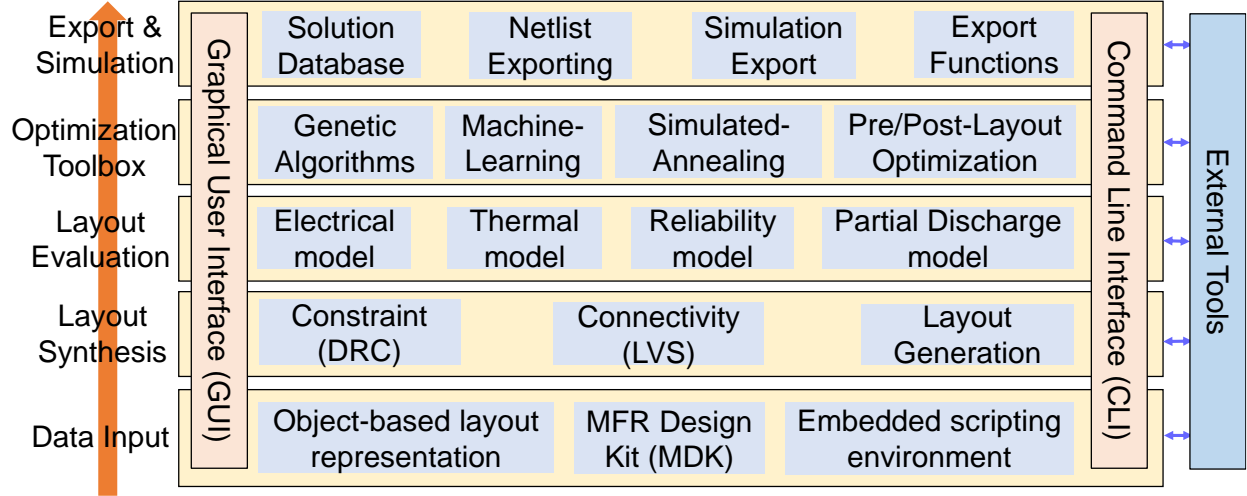 Export &
Simulation
Solution
Database
Netlist
Exporting
Simulation
Export
Export
Functions
Optimization
Toolbox
Genetic
Algorithms
Machine-
Learning
Simulated-
Annealing
Pre/Post-Layout
Optimization
Layout
Evaluation
Electrical
model
Thermal
model
Reliability
model
Partial Discharge
model
Layout
Synthesis
Constraint
(DRC)
Connectivity
(LVS)
Layout
Generation
Data Input
Object-based layout
representation
MFR Design
Kit (MDK)
Embedded scripting
environment
Graphical User Interface (GUI)
Command Line Interface (CLI)
External Tools